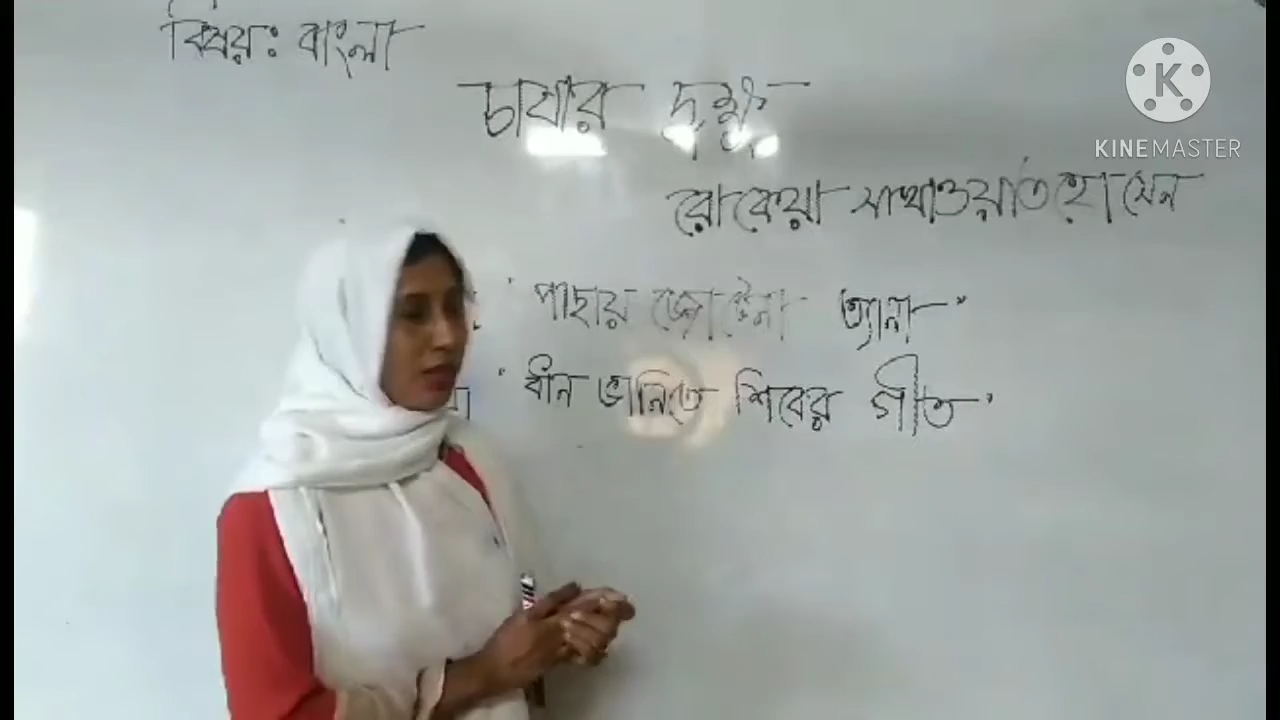 বিষয়ঃ বাংলা
চাষার দুক্ষু
রোকেয়া সাখাওয়াত হোসেন
' পাছায় জোটেনা ত্যানা "
' ধান ভানিতে শিবের গীত '
KINEMASTER